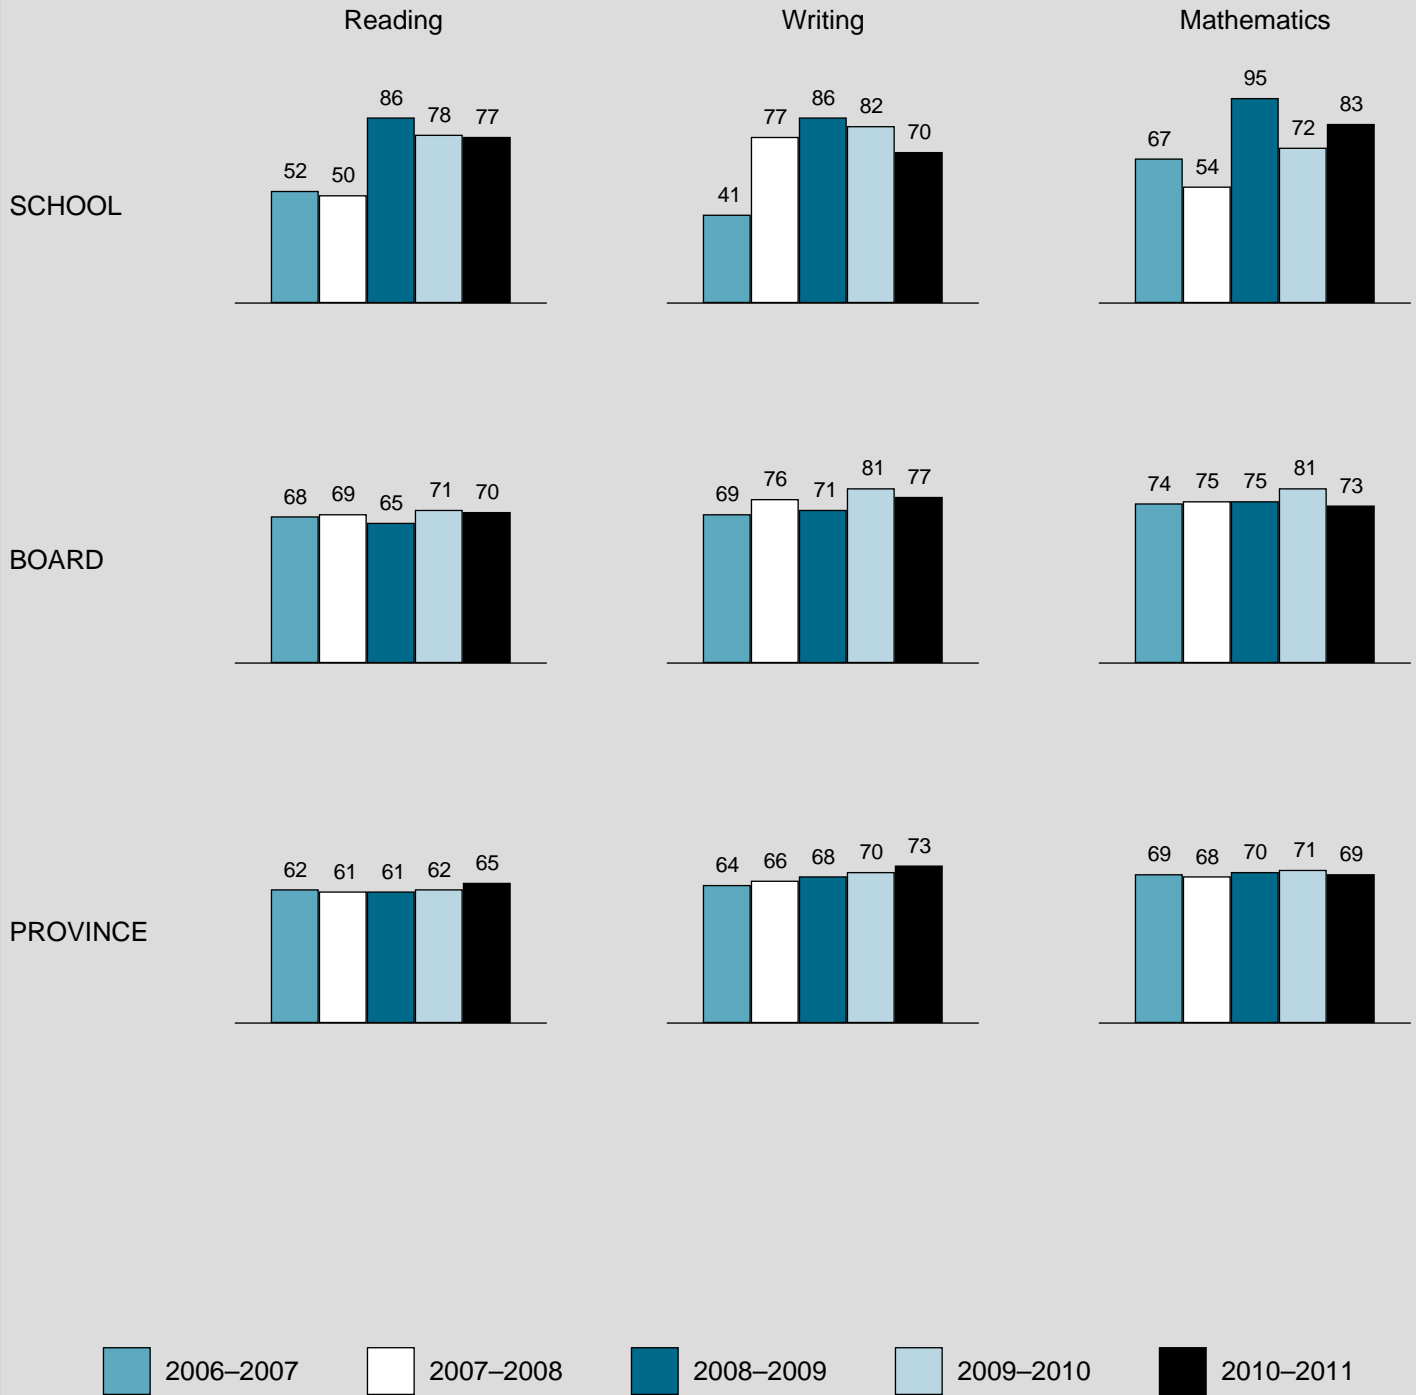 Reading Writing Mathematics
SCHOOL
52 50 86 78 77
41 77 86 82 70
67 54 95 72 83
BOARD
68 69 65 71 70
69 76 71 81 77
74 75 75 81 73
PROVINCE
62 61 61 62 65
64 66 68 70 73
69 68 70 71 69
2006–2007 2007–2008 2008–2009 2009–2010 2010–2011